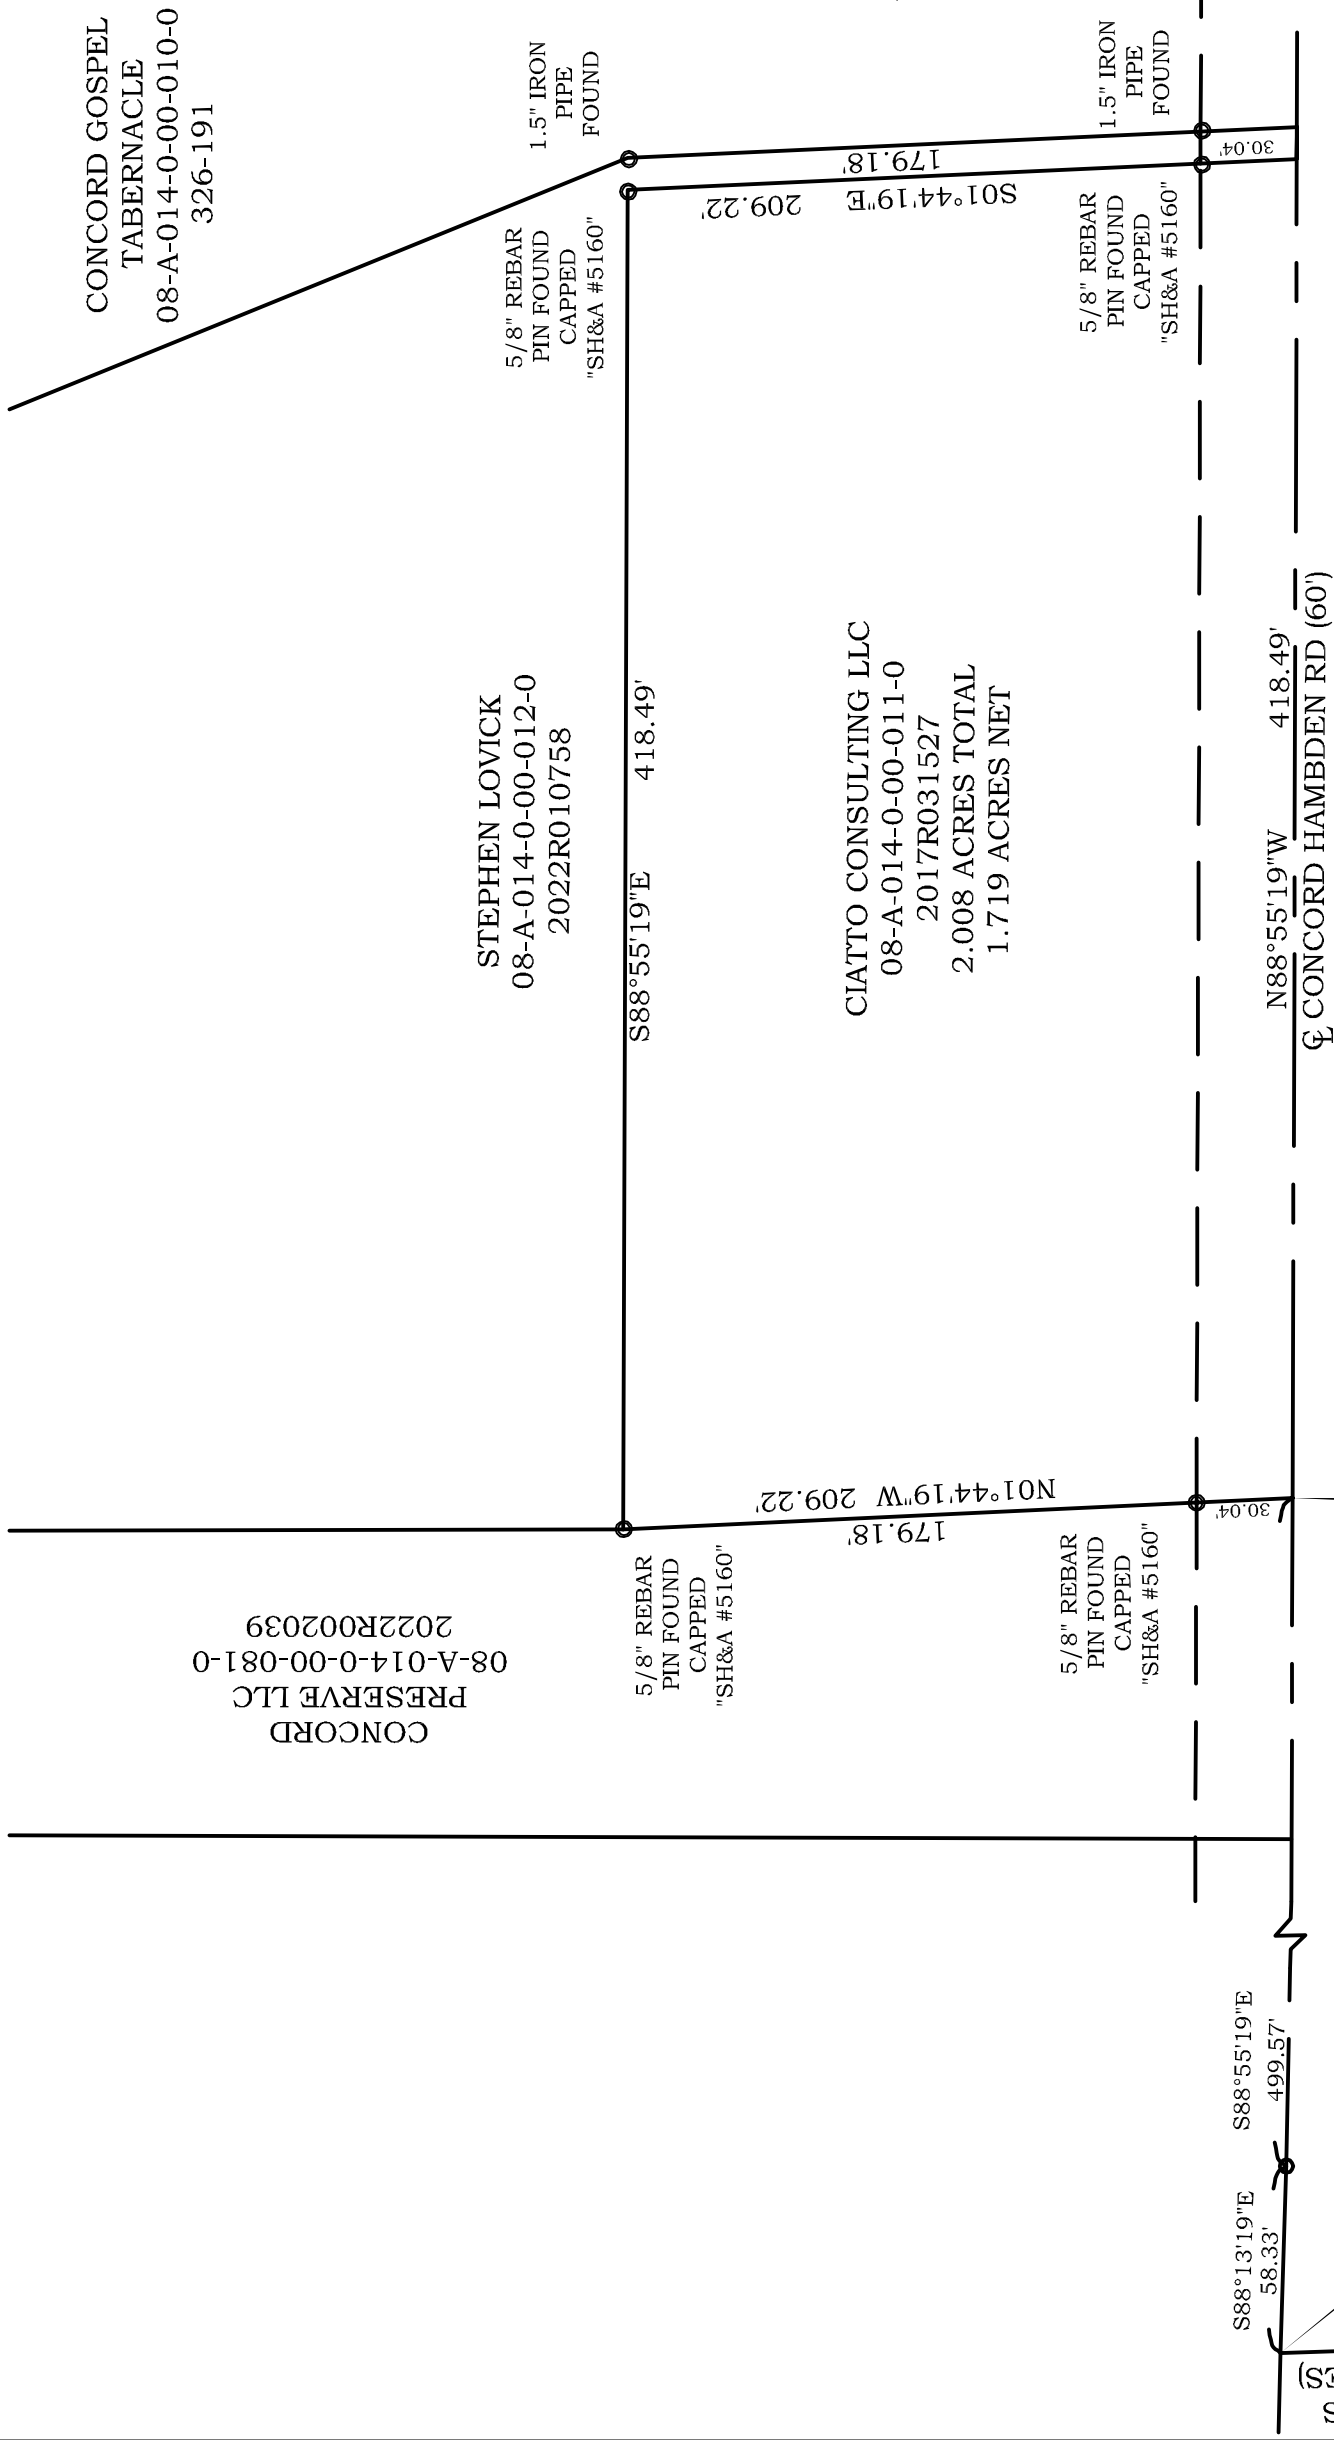 CONCORD GOSPEL
TABERNACLE
08-A-014-0-00-010-0
326-191
1.5" IRON
PIPE
FOUND
1.5" IRON
PIPE
FOUND
179.18'
30.04'
S01°44'19"E 209.22'
5/8" REBAR
PIN FOUND
CAPPED
"SH&A #5160"
5/8" REBAR
PIN FOUND
CAPPED
"SH&A #5160"
STEPHEN LOVICK
08-A-014-0-00-012-0
2022R010758
S88°55'19"E 418.49'
CIATTO CONSULTING LLC
08-A-014-0-00-011-0
2017R031527
2.008 ACRES TOTAL
1.719 ACRES NET
N88°55'19"W 418.49'
℄ CONCORD HAMBDEN RD (60')
N01°44'19"W 209.22'
179.18'
30.04'
5/8" REBAR
PIN FOUND
CAPPED
"SH&A #5160"
5/8" REBAR
PIN FOUND
CAPPED
"SH&A #5160"
CONCORD
PRESERVE LLC
08-A-014-0-00-081-0
2022R002039
S88°55'19"E
499.57'
S88°13'19"E
58.33'
ES)
S